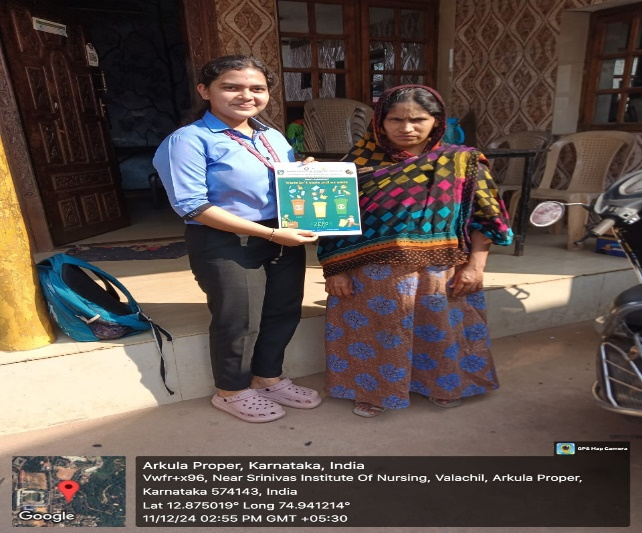 ZERO
GPS Map Camera
Arkula Proper, Karnataka, India
Vwfr+x96, Near Srinivas Institute Of Nursing, Valachil, Arkula Proper,
Karnataka 574143, India
Lat 12.875019° Long 74.941214°
11/12/24 02:55 PM GMT +05:30
Google